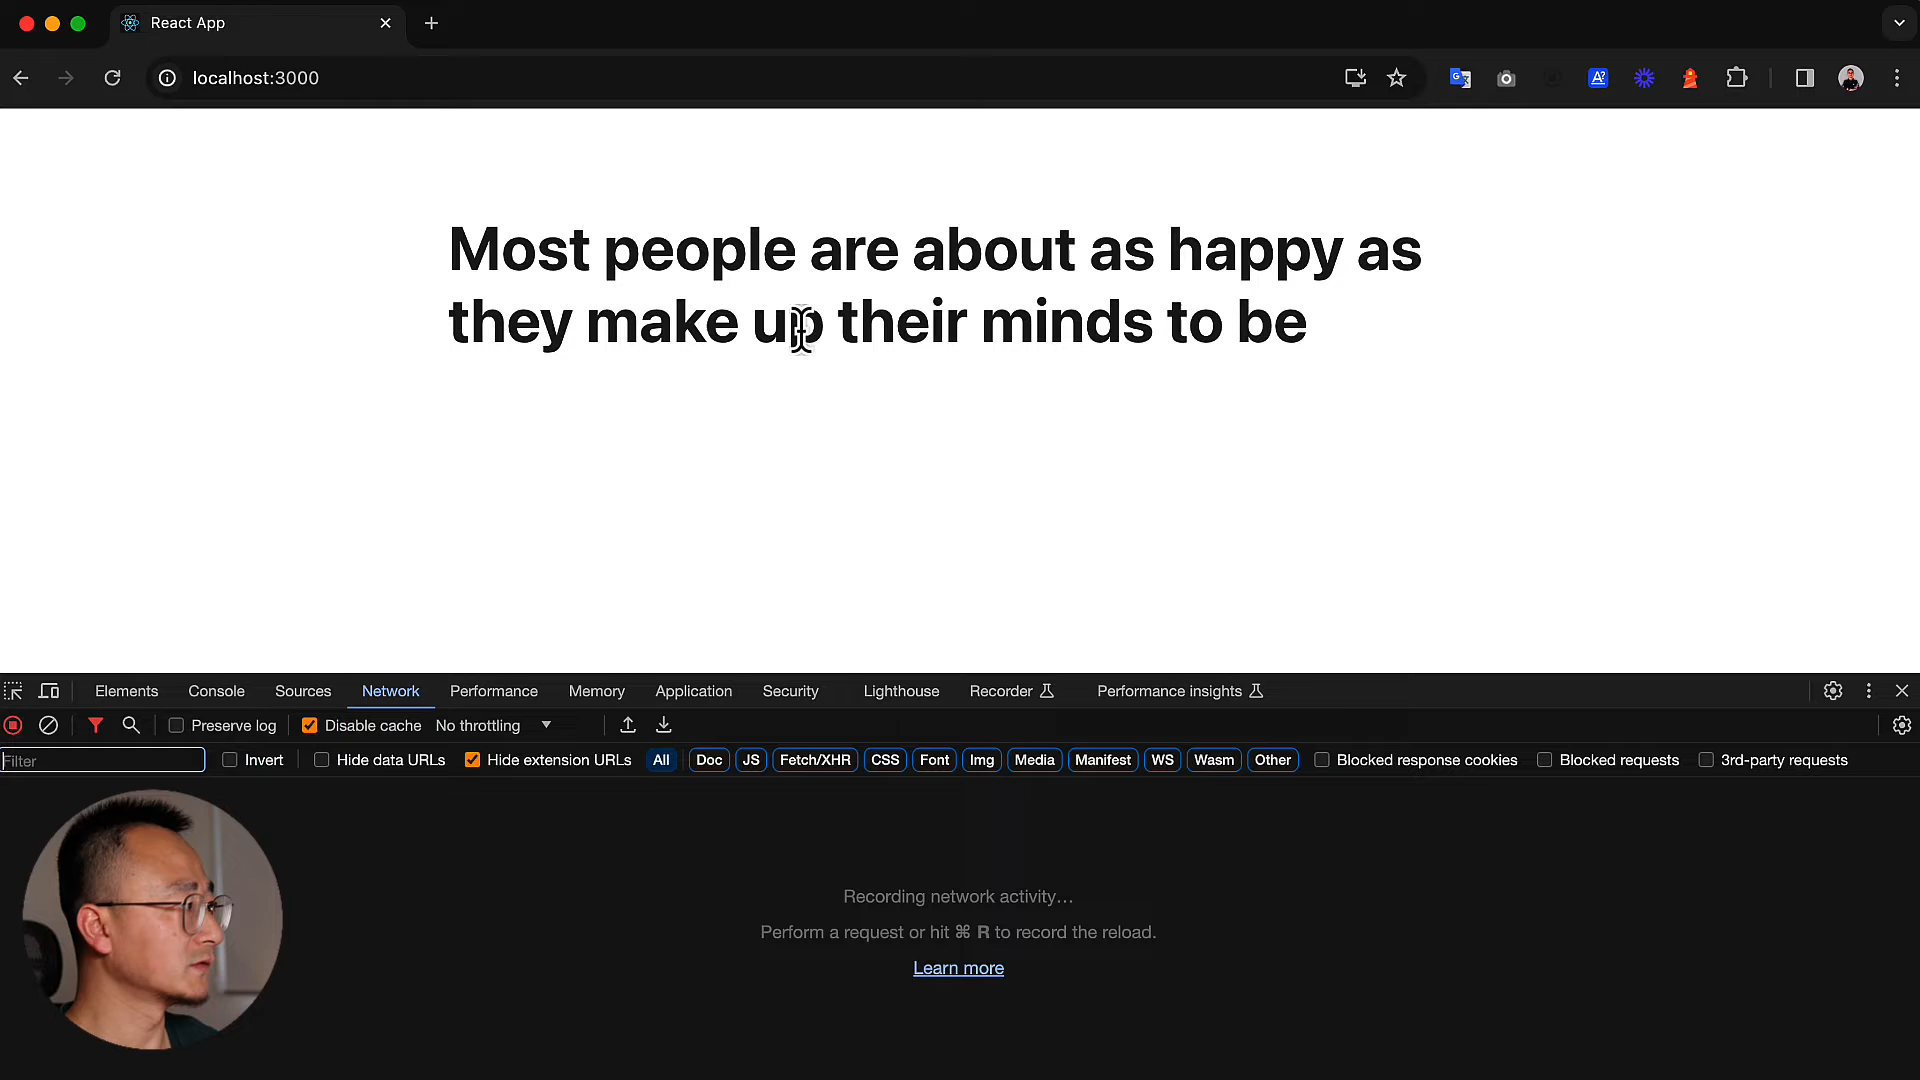 React App
localhost:3000
Most people are about as happy as
they make up their minds to be
Elements Console Sources Network Performance Memory Application Security Lighthouse Recorder Performance insights
Preserve log Disable cache No throttling
Filter Invert Hide data URLs Hide extension URLs All Doc JS Fetch/XHR CSS Font Img Media Manifest WS Wasm Other Blocked response cookies Blocked requests 3rd-party requests
Recording network activity…
Perform a request or hit ⌘ R to record the reload.
Learn more